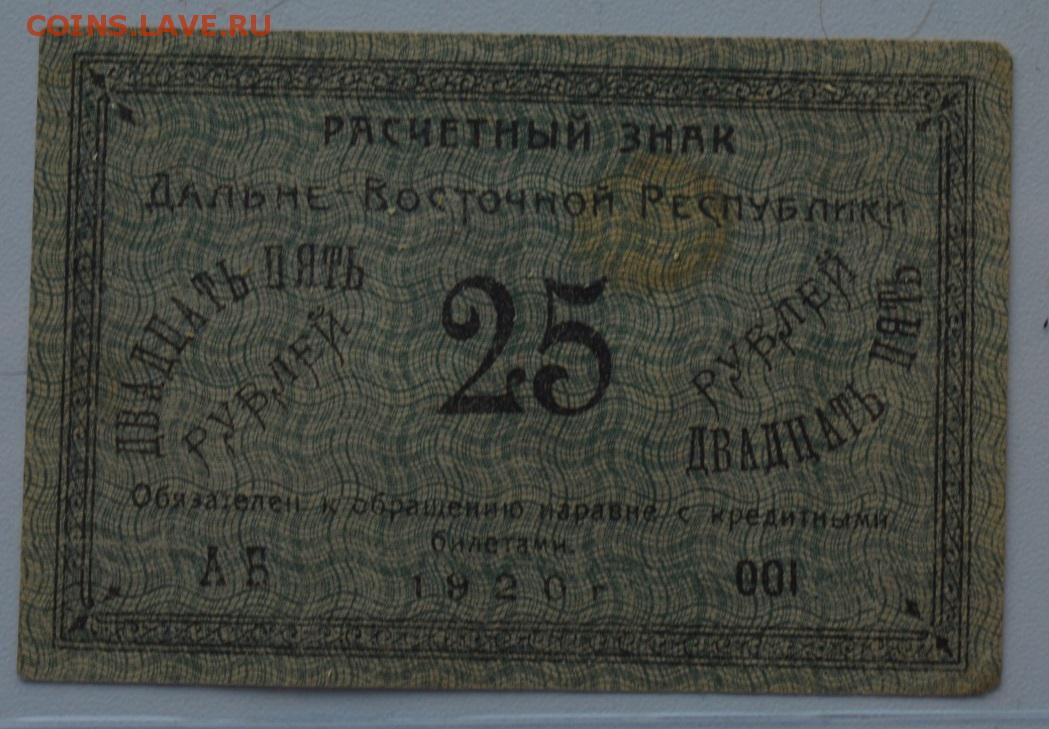 COINS.LAVE.RU
РАСЧЕТНЫЙ ЗНАК
ДАЛЬНЕ-ВОСТОЧНОЙ РЕСПУБЛИКИ
ДВАДЦАТЬ ПЯТЬ
РУБЛЕЙ
25
РУБЛЕЙ
ДВАДЦАТЬ ПЯТЬ
Обязателен к обращению наравне с кредитными
билетами.
АБ
1920 г
001